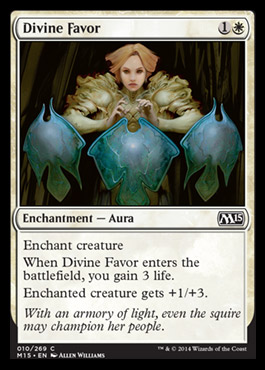 Divine Favor 1
Enchantment — Aura M15
Enchant creature
When Divine Favor enters the
battlefield, you gain 3 life.
Enchanted creature gets +1/+3.
With an armory of light, even the squire
may champion her people.
010/269 C
M15 • EN ALLEN WILLIAMS ™ & © 2014 Wizards of the Coast